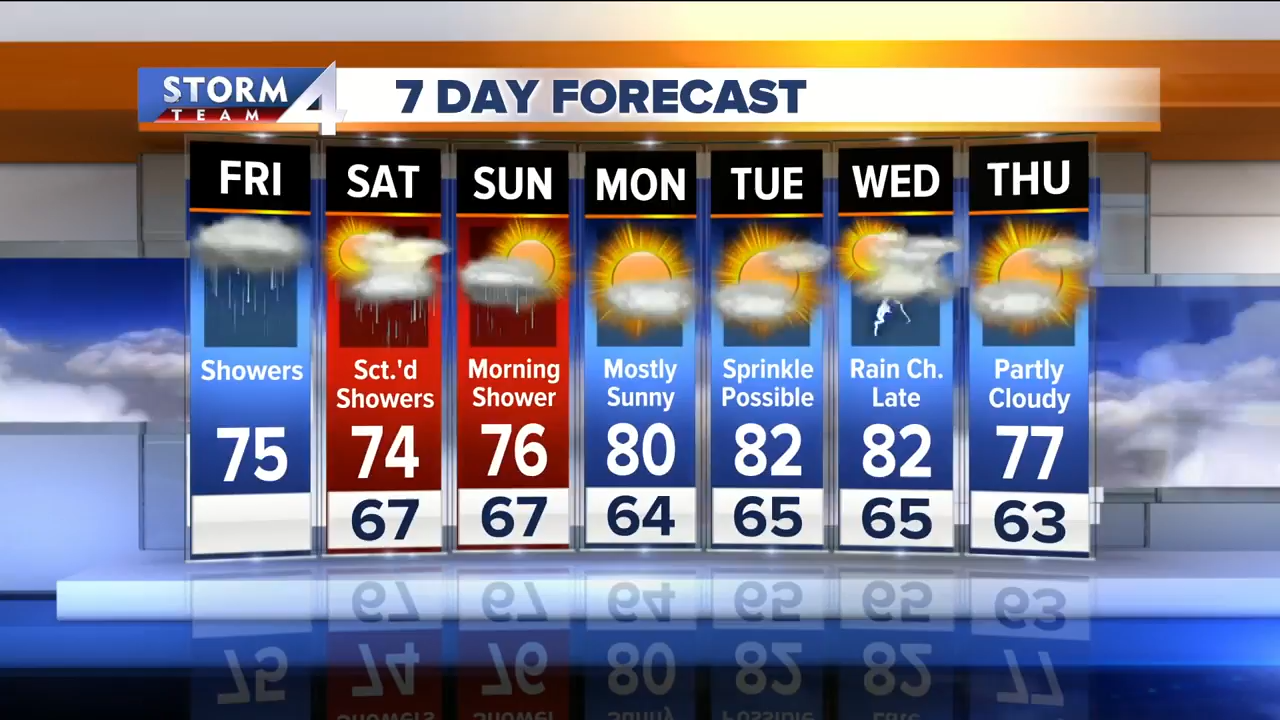 STORM
TEAM 4
7 DAY FORECAST
FRI
Showers
75
SAT
Sct.'d
Showers
74
67
SUN
Morning
Shower
76
67
MON
Mostly
Sunny
80
64
TUE
Sprinkle
Possible
82
65
WED
Rain Ch.
Late
82
65
THU
Partly
Cloudy
77
63